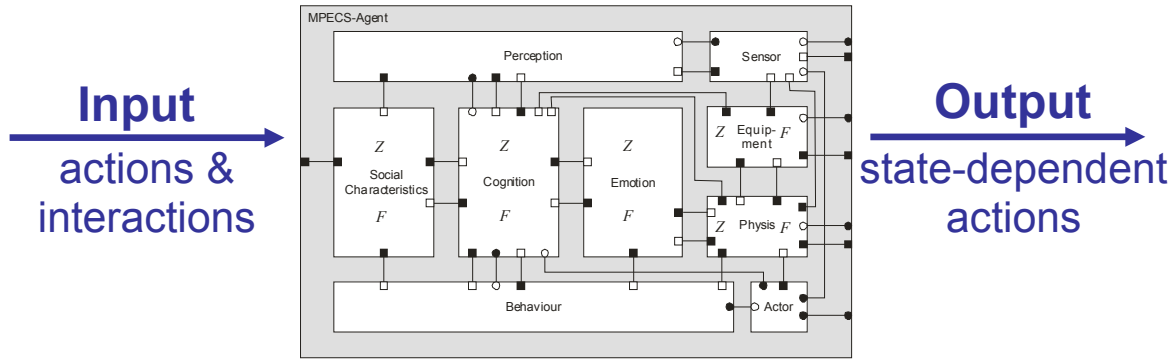 MPECS-Agent
Input
actions &
interactions
Perception
Sensor
Z
Social
Characteristics
F
Z
Cognition
F
Z
Emotion
F
Z
Equip-
ment
F
Z
Physis
F
Behaviour
Actor
Output
state-dependent
actions